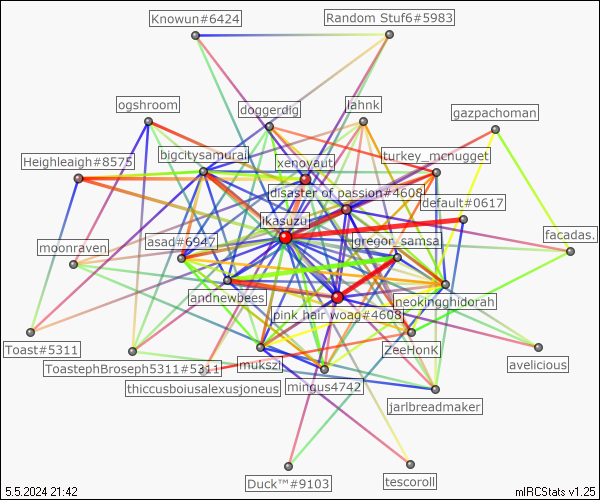 Knowun#6424
Random Stuf6#5983
ogshroom
doggerdig
lahnk
gazpachoman
Heighleaigh#8575
bigcitysamurai
xenoyaut
turkey_mcnugget
disaster of passion#4608
default#0617
ikasuzu
moonraven
asad#6947
gregor_samsa
facadas.
andnewbees
neokingghidorah
pink hair woag#4608
Toast#5311
ToastephBroseph5311#5311
mukszi
ZeeHonk
avelicious
thiccusboiusalexusjoneus
mingus4742
jarlbreadmaker
Duck™#9103
tescoroll
5.5.2024 21:42
mIRCStats v1.25